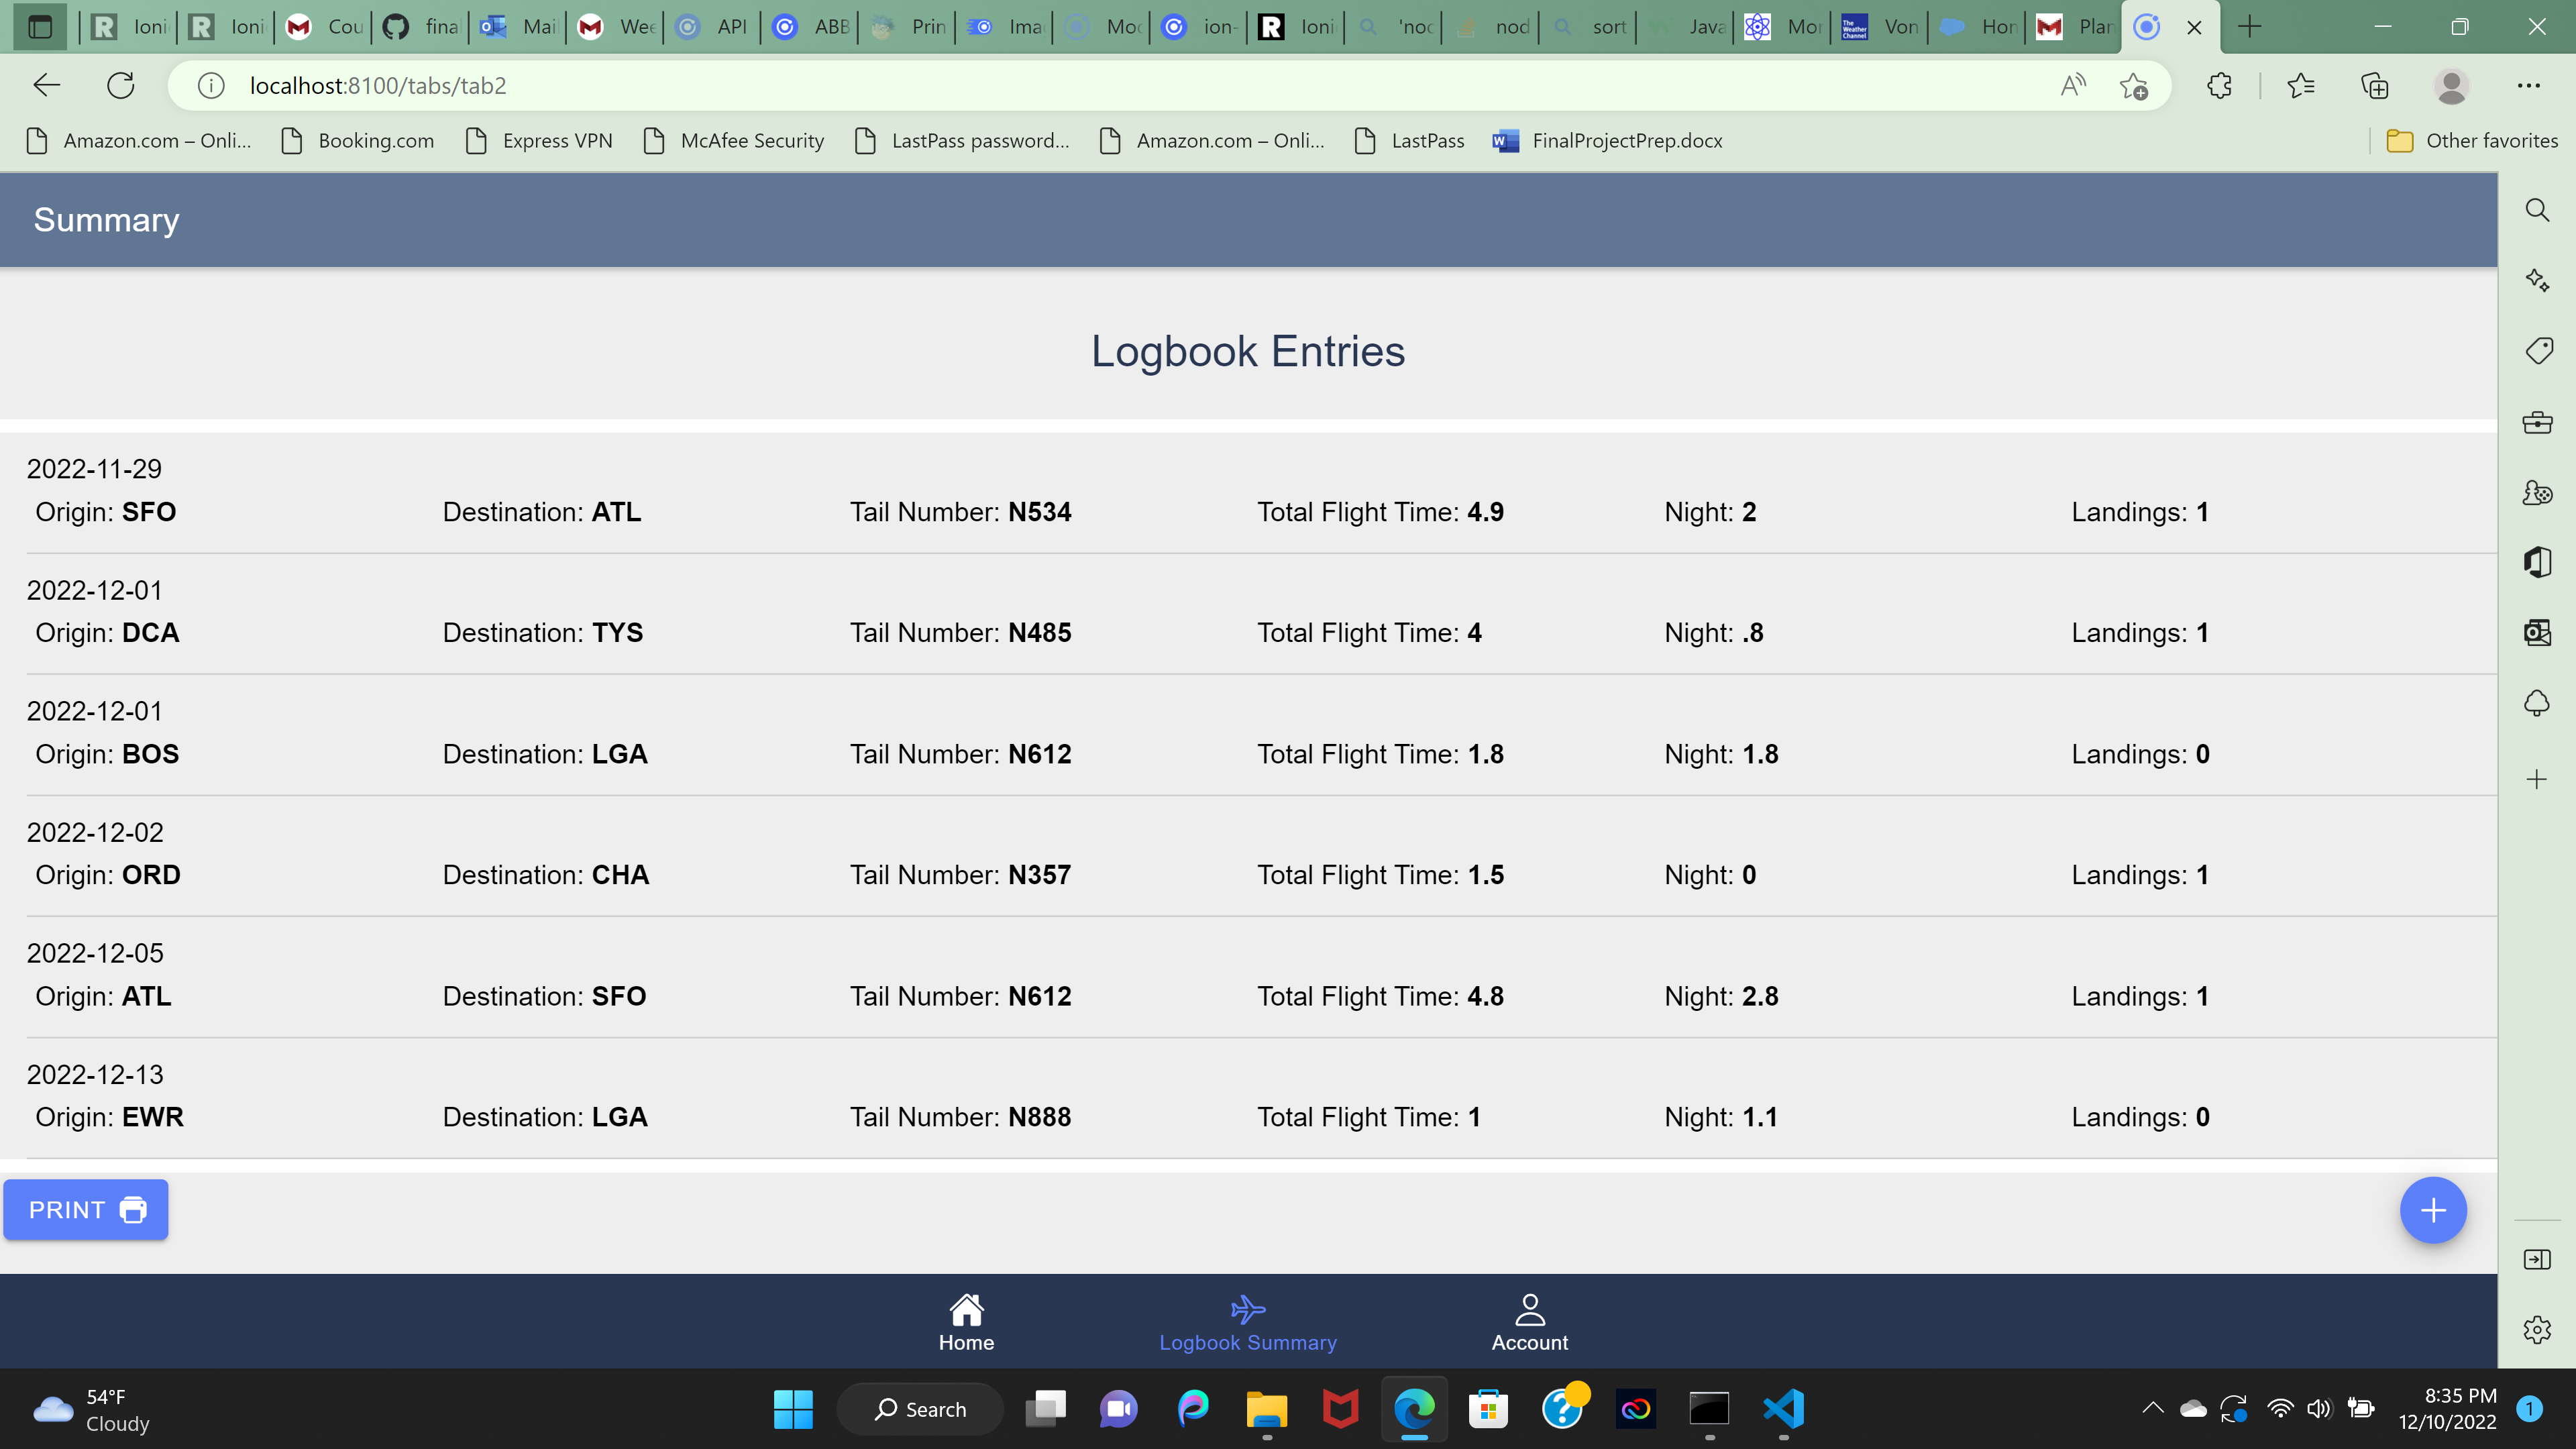 Ioni Ioni Cou final Mai Wee API ABB Prin Ima Moc ion- Ioni 'noc nod sort Java Mor Von Hon Plan
localhost:8100/tabs/tab2
Amazon.com – Onli... Booking.com Express VPN McAfee Security LastPass password... Amazon.com – Onli... LastPass FinalProjectPrep.docx Other favorites
Summary
Logbook Entries
2022-11-29
Origin: SFO Destination: ATL Tail Number: N534 Total Flight Time: 4.9 Night: 2 Landings: 1
2022-12-01
Origin: DCA Destination: TYS Tail Number: N485 Total Flight Time: 4 Night: .8 Landings: 1
2022-12-01
Origin: BOS Destination: LGA Tail Number: N612 Total Flight Time: 1.8 Night: 1.8 Landings: 0
2022-12-02
Origin: ORD Destination: CHA Tail Number: N357 Total Flight Time: 1.5 Night: 0 Landings: 1
2022-12-05
Origin: ATL Destination: SFO Tail Number: N612 Total Flight Time: 4.8 Night: 2.8 Landings: 1
2022-12-13
Origin: EWR Destination: LGA Tail Number: N888 Total Flight Time: 1 Night: 1.1 Landings: 0
PRINT
Home Logbook Summary Account
54°F
Cloudy
Search
8:35 PM
12/10/2022
1